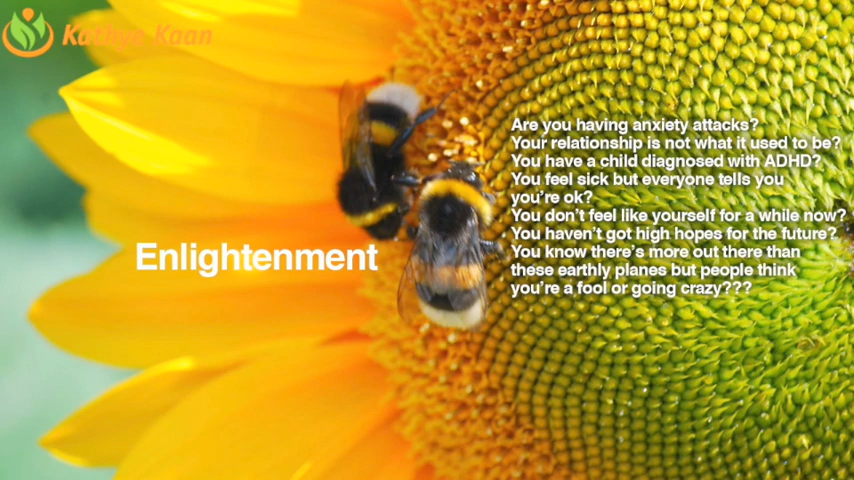 Kathye Kaan
Enlightenment
Are you having anxiety attacks?
Your relationship is not what it used to be?
You have a child diagnosed with ADHD?
You feel sick but everyone tells you
you're ok?
You don't feel like yourself for a while now?
You haven't got high hopes for the future?
You know there's more out there than
these earthly planes but people think
you're a fool or going crazy???